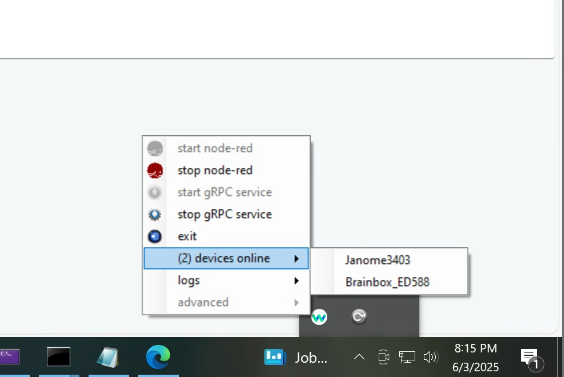 start node-red
stop node-red
start gRPC service
stop gRPC service
exit
(2) devices online
logs
advanced
Janome3403
Brainbox_ED588
Job...
8:15 PM
6/3/2025
1